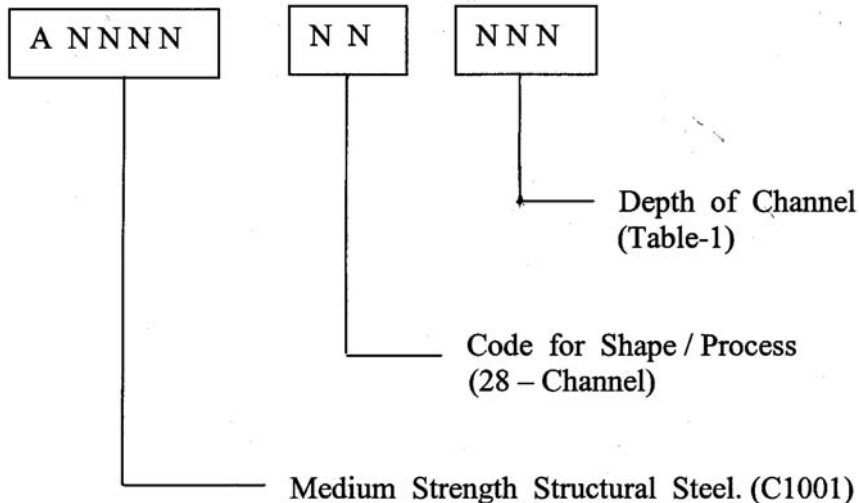 A NNNN
N N
NNN
Depth of Channel
(Table-1)
Code for Shape / Process
(28 – Channel)
Medium Strength Structural Steel. (C1001)